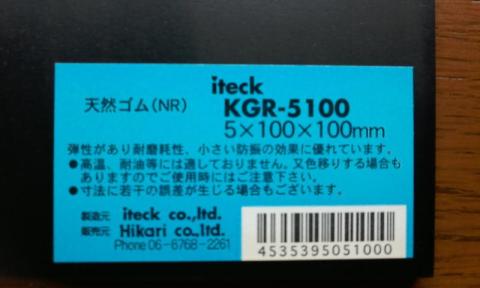 iteck
天然ゴム(NR) KGR-5100
5×100×100mm
弾性があり耐磨耗性、小さい防振の効果に優れています。
●高温、耐油等には適しておりません。又色移りする場合も
ありますのでご使用時にはご注意下さい。
●寸法に若干の誤差が生じる場合もございます。
製造元 iteck co.,ltd.
販売元 Hikari co.,ltd.
Phone 06-6768-2261
4535395051000